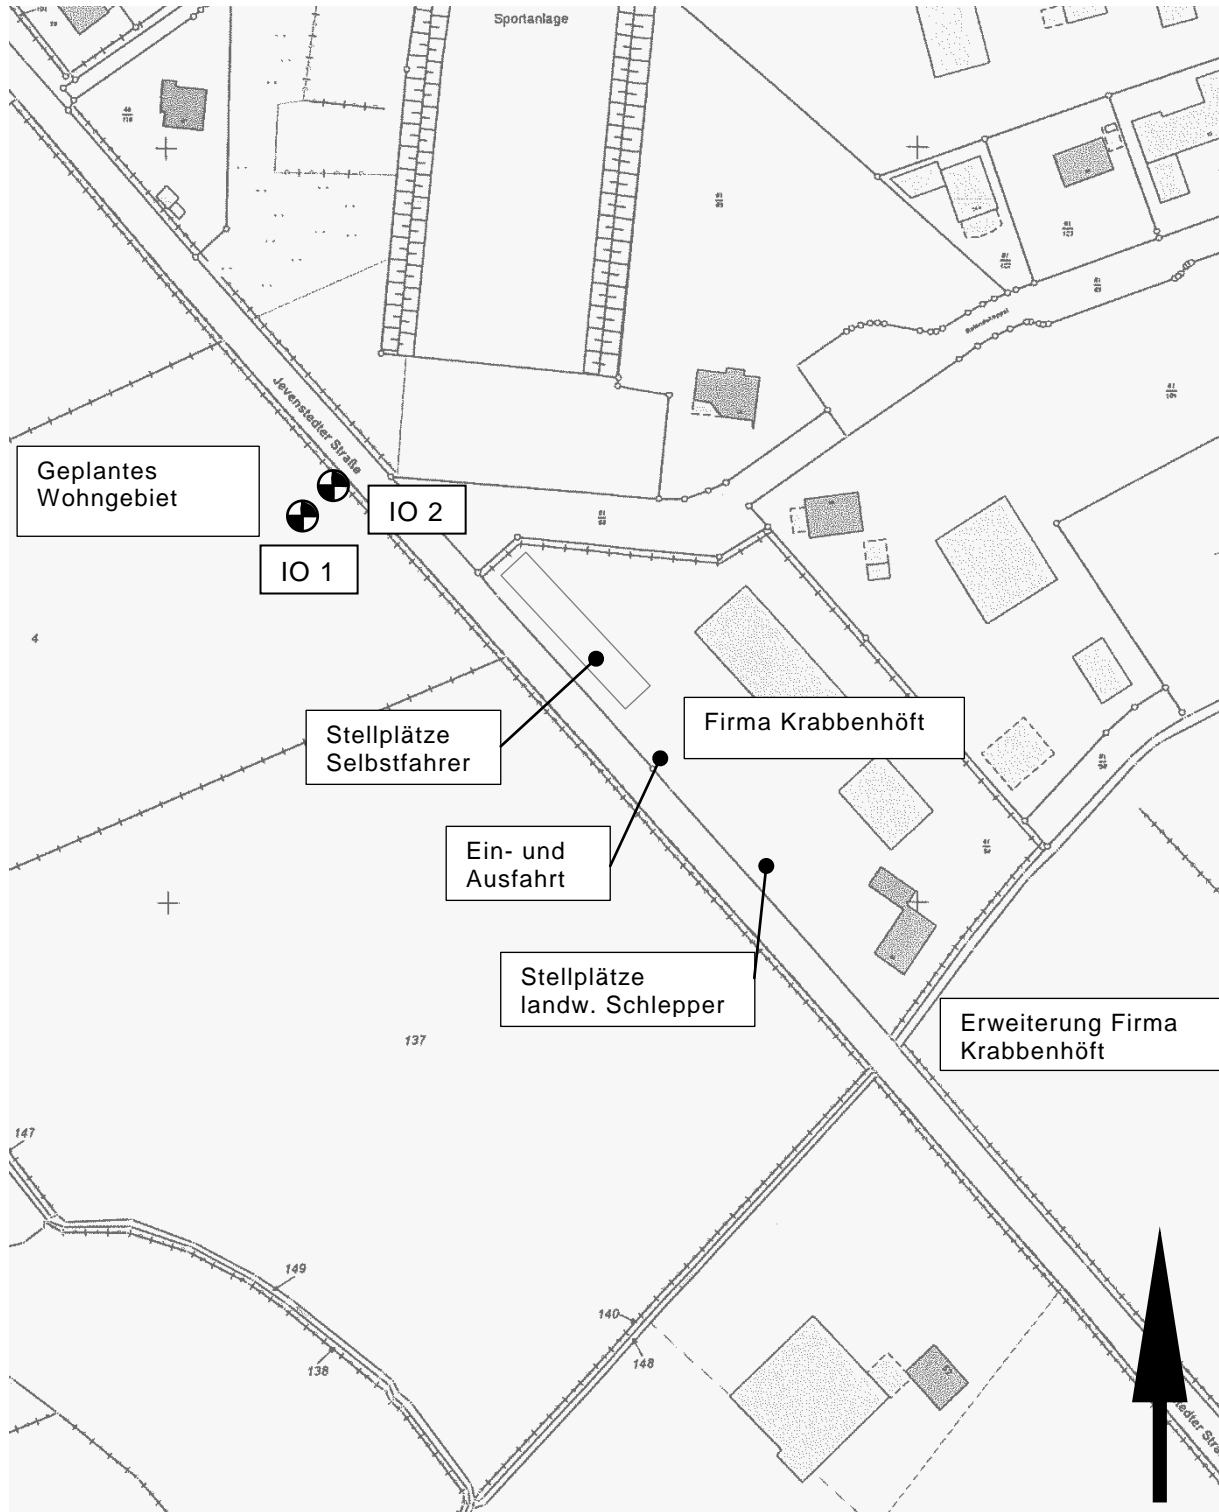 Sportanlage
Jevenstedter Straße
Geplantes
Wohngebiet
IO 2
IO 1
4
Stellplätze
Selbstfahrer
Firma Krabbenhöft
Ein- und
Ausfahrt
Stellplätze
landw. Schlepper
Erweiterung Firma
Krabbenhöft
137
147
149
138
140
148